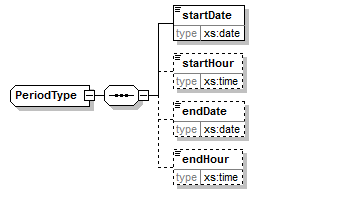 startDate
type xs:date
startHour
type xs:time
PeriodType
endDate
type xs:date
endHour
type xs:time